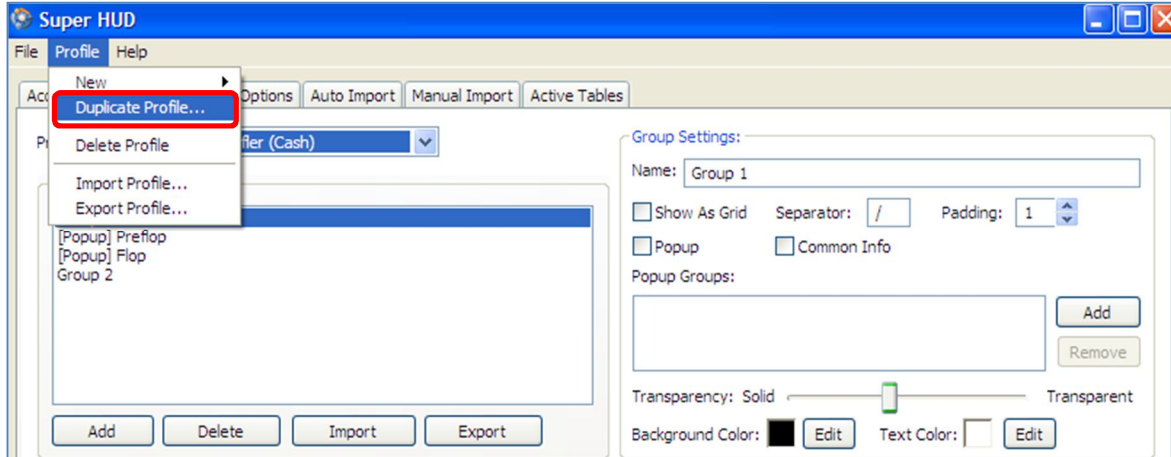 Super HUD
File Profile Help
New
Duplicate Profile...
Delete Profile
Import Profile...
Export Profile...
Options Auto Import Manual Import Active Tables
(Cash)
[Popup] Preflop
[Popup] Flop
Group 2
Add Delete Import Export
Group Settings:
Name: Group 1
Show As Grid Separator: / Padding: 1
Popup Common Info
Popup Groups:
Add
Remove
Transparency: Solid Transparent
Background Color: Edit Text Color: Edit